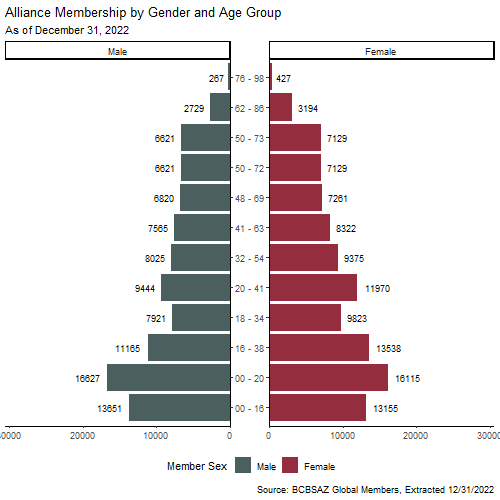 Alliance Membership by Gender and Age Group
As of December 31, 2022
Male Female
267 76 - 98 427
2729 62 - 86 3194
6621 50 - 73 7129
6621 50 - 72 7129
6820 48 - 69 7261
7565 41 - 63 8322
8025 32 - 54 9375
9444 20 - 41 11970
7921 18 - 34 9823
11165 16 - 38 13538
16627 00 - 20 16115
13651 00 - 16 13155
20000 10000 0 0 10000 20000
Member Sex Male Female
Source: BCBSAZ Global Members, Extracted 12/31/2022